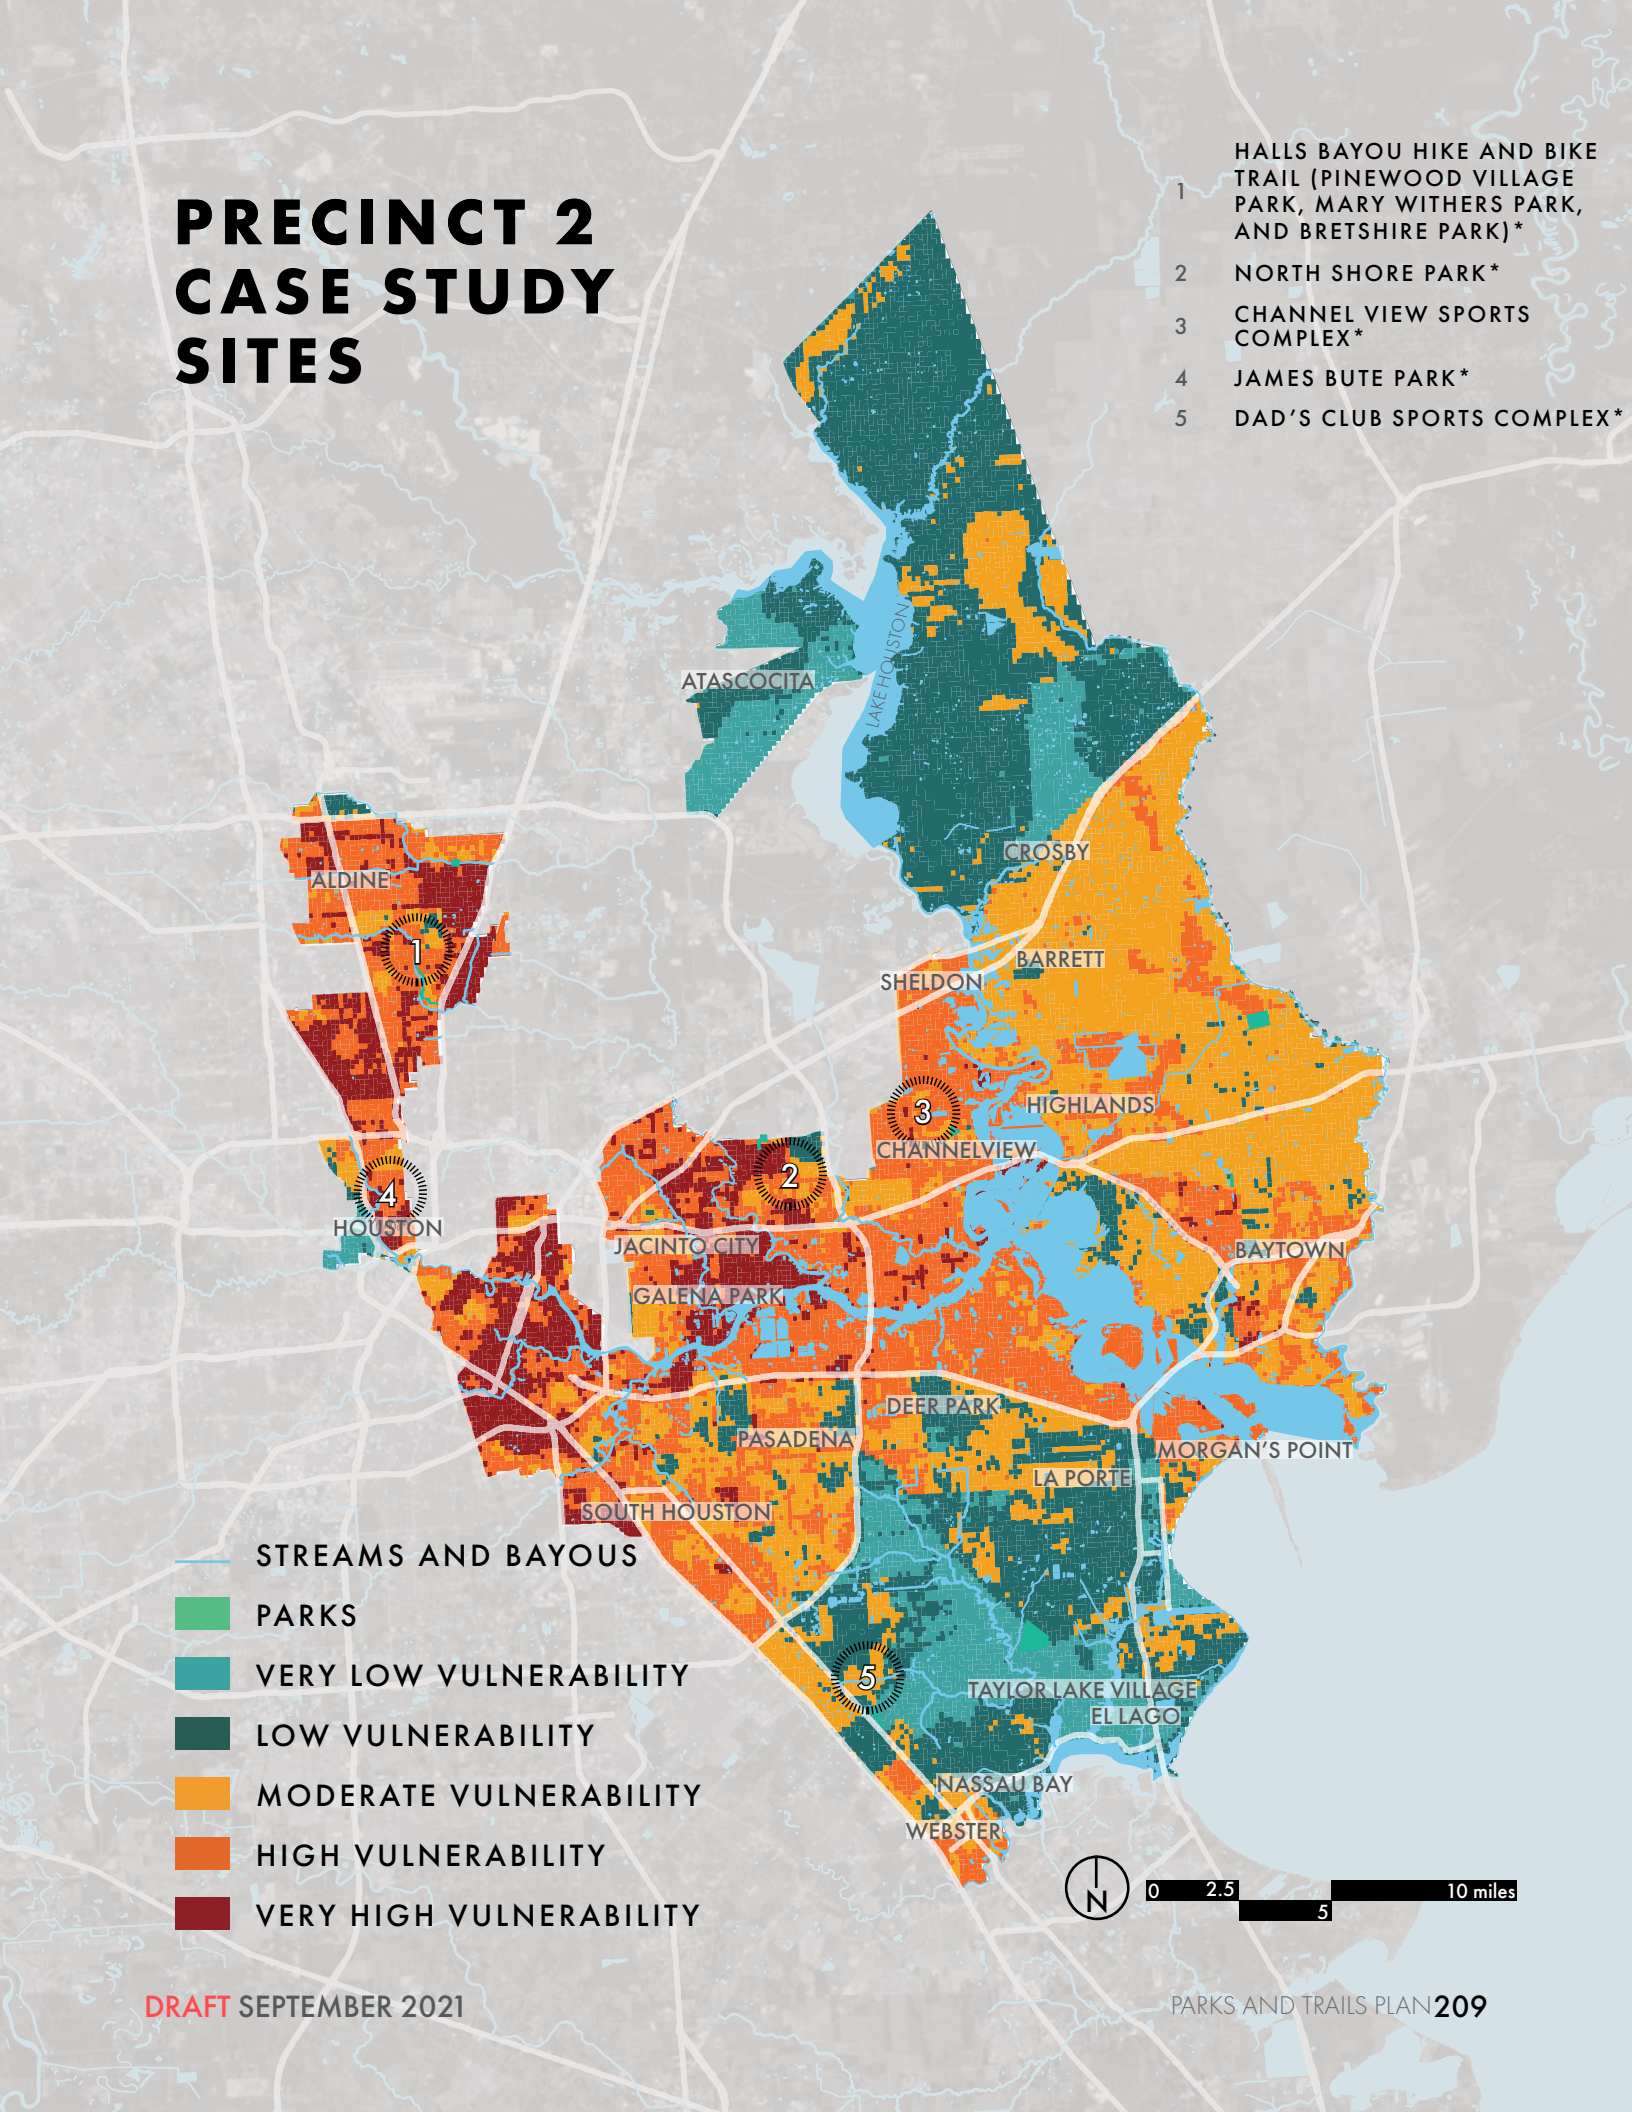 PRECINCT 2
CASE STUDY
SITES
1
HALLS BAYOU HIKE AND BIKE
TRAIL (PINEWOOD VILLAGE
PARK, MARY WITHERS PARK,
AND BRETSHIRE PARK)*
2
NORTH SHORE PARK*
3
CHANNEL VIEW SPORTS
COMPLEX*
4
JAMES BUTE PARK*
5
DAD'S CLUB SPORTS COMPLEX*
LAKE HOUSTON
ATASCOCITA
CROSBY
ALDINE
1
BARRETT
SHELDON
3
HIGHLANDS
CHANNELVIEW
2
4
HOUSTON
JACINTO CITY
BAYTOWN
GALENA PARK
DEER PARK
PASADENA
MORGAN'S POINT
LA PORTE
SOUTH HOUSTON
5
TAYLOR LAKE VILLAGE
EL LAGO
NASSAU BAY
WEBSTER
STREAMS AND BAYOUS
PARKS
VERY LOW VULNERABILITY
LOW VULNERABILITY
MODERATE VULNERABILITY
HIGH VULNERABILITY
VERY HIGH VULNERABILITY
N
0 2.5 10 miles
5
DRAFT SEPTEMBER 2021
PARKS AND TRAILS PLAN 209